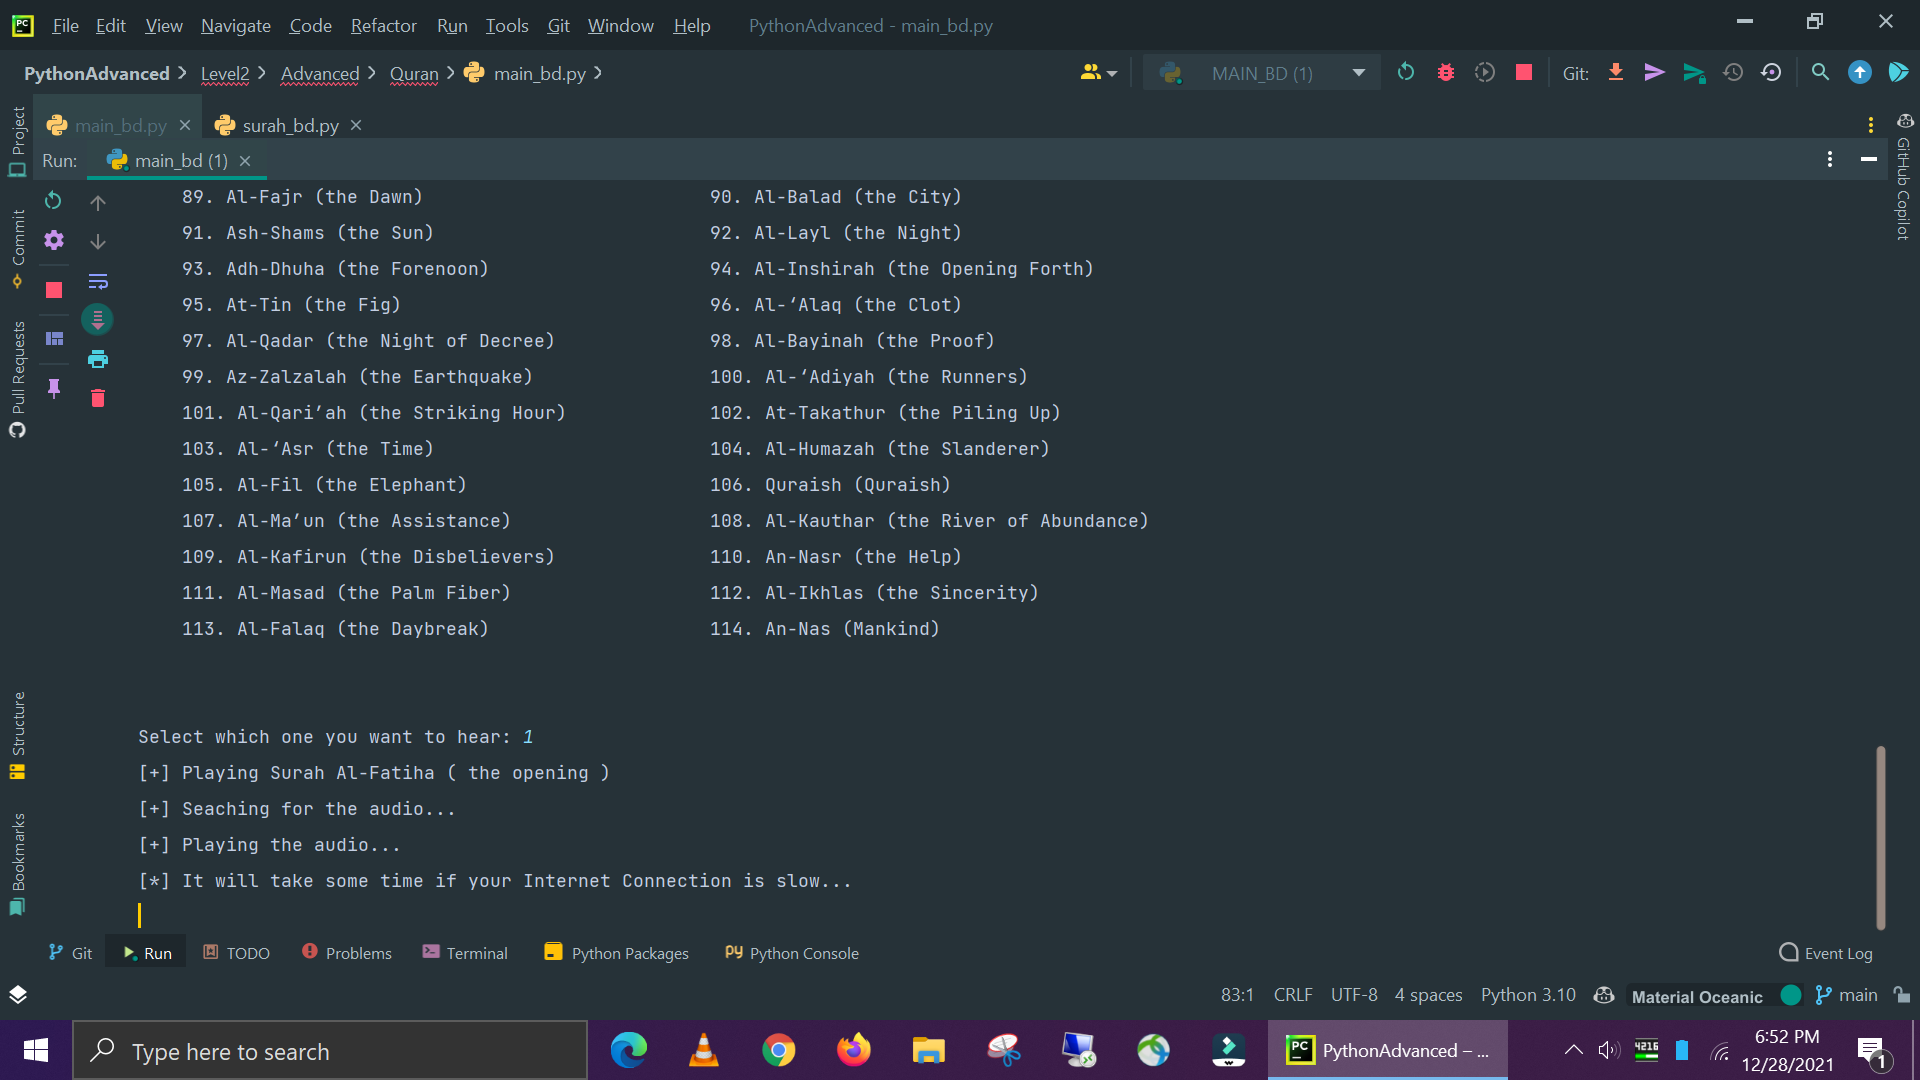 File Edit View Navigate Code Refactor Run Tools Git Window Help PythonAdvanced - main_bd.py
PythonAdvanced Level2 Advanced Quran main_bd.py MAIN_BD (1) Git:
main_bd.py surah_bd.py
Run: main_bd (1)
Project
Commit
Pull Requests
Structure
Bookmarks
GitHub Copilot
89. Al-Fajr (the Dawn) 90. Al-Balad (the City)
91. Ash-Shams (the Sun) 92. Al-Layl (the Night)
93. Adh-Dhuha (the Forenoon) 94. Al-Inshirah (the Opening Forth)
95. At-Tin (the Fig) 96. Al-‘Alaq (the Clot)
97. Al-Qadar (the Night of Decree) 98. Al-Bayinah (the Proof)
99. Az-Zalzalah (the Earthquake) 100. Al-‘Adiyah (the Runners)
101. Al-Qari’ah (the Striking Hour) 102. At-Takathur (the Piling Up)
103. Al-‘Asr (the Time) 104. Al-Humazah (the Slanderer)
105. Al-Fil (the Elephant) 106. Quraish (Quraish)
107. Al-Ma’un (the Assistance) 108. Al-Kauthar (the River of Abundance)
109. Al-Kafirun (the Disbelievers) 110. An-Nasr (the Help)
111. Al-Masad (the Palm Fiber) 112. Al-Ikhlas (the Sincerity)
113. Al-Falaq (the Daybreak) 114. An-Nas (Mankind)
Select which one you want to hear: 1
[+] Playing Surah Al-Fatiha ( the opening )
[+] Seaching for the audio...
[+] Playing the audio...
[*] It will take some time if your Internet Connection is slow...
Git Run TODO Problems Terminal Python Packages Python Console Event Log
83:1 CRLF UTF-8 4 spaces Python 3.10 Material Oceanic main
Type here to search PythonAdvanced – ... 4216 6:52 PM
12/28/2021 1